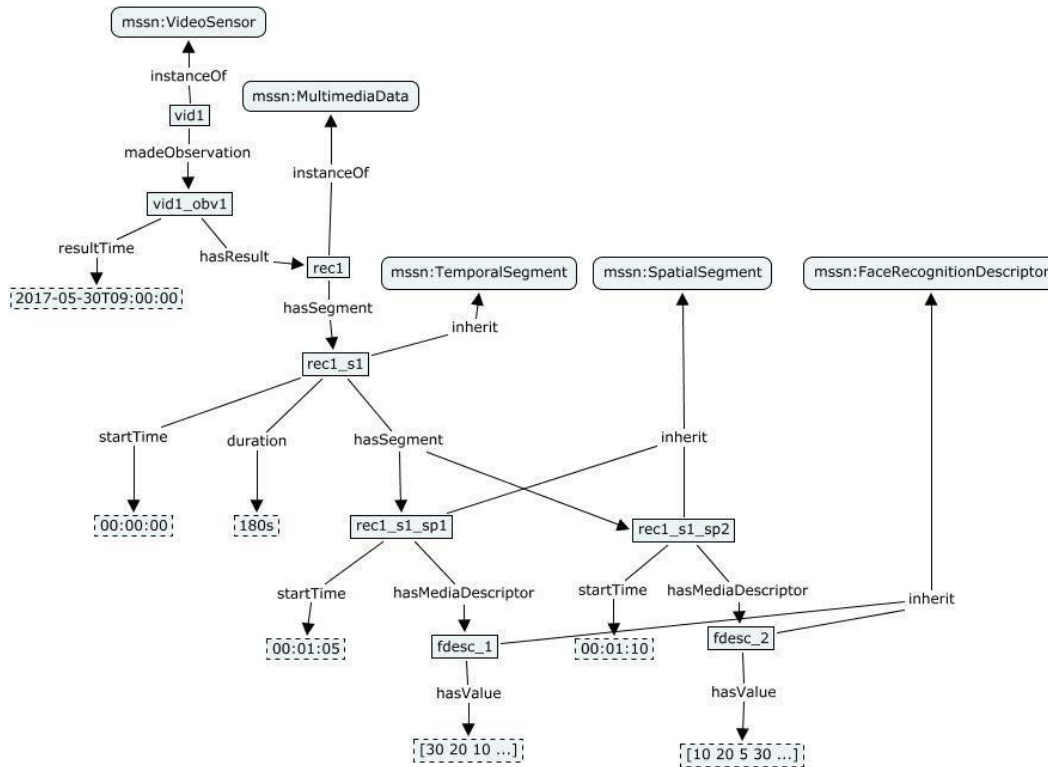 mssn:VideoSensor
instanceOf
mssn:MultimediaData
vid1
madeObservation
instanceOf
vid1_obv1
resultTime
hasResult
rec1
mssn:TemporalSegment
mssn:SpatialSegment
mssn:FaceRecognitionDescriptor
2017-05-30T09:00:00
hasSegment
inherit
rec1_s1
startTime
duration
hasSegment
inherit
00:00:00
180s
rec1_s1_sp1
rec1_s1_sp2
startTime
hasMediaDescriptor
startTime
hasMediaDescriptor
inherit
00:01:05
fdesc_1
00:01:10
fdesc_2
hasValue
hasValue
[30 20 10 ...]
[10 20 5 30 ...]